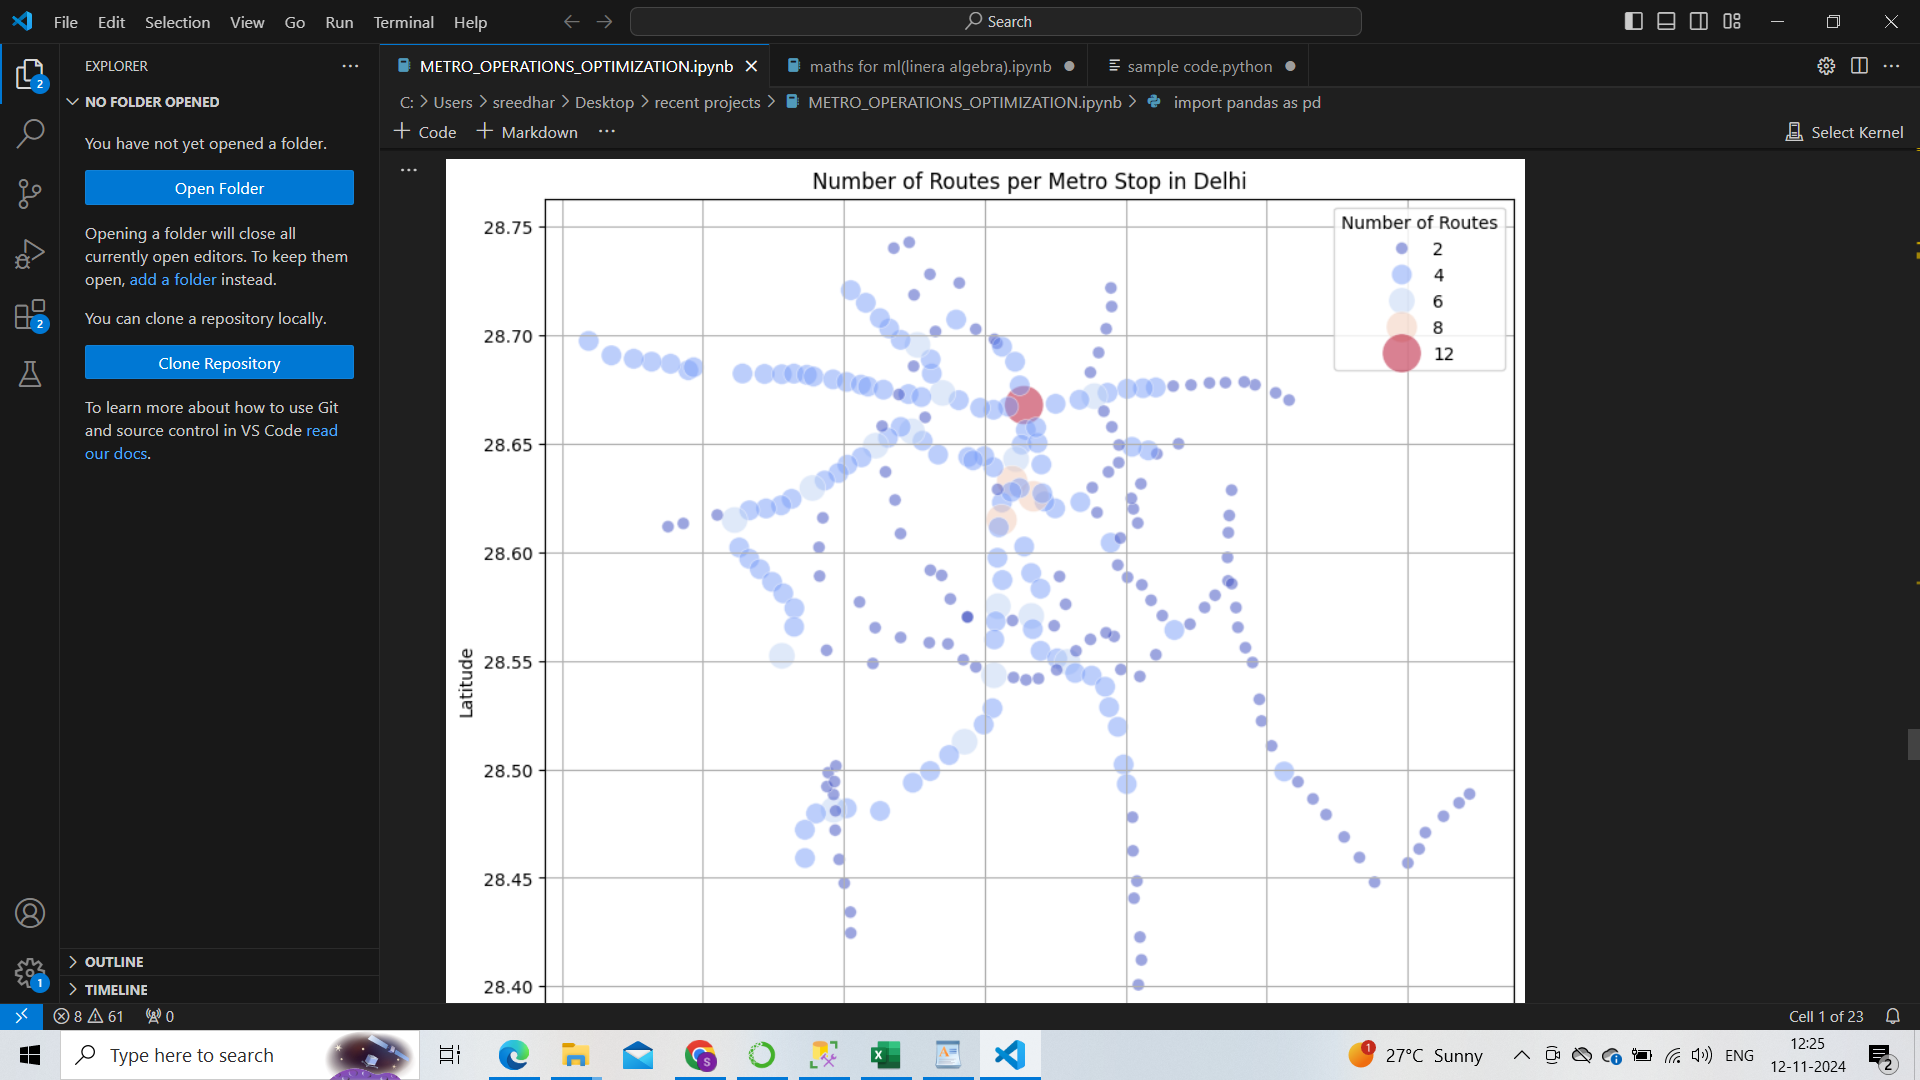 File Edit Selection View Go Run Terminal Help
Search
EXPLORER
METRO_OPERATIONS_OPTIMIZATION.ipynb
maths for ml(linera algebra).ipynb
sample code.python
NO FOLDER OPENED
C: > Users > sreedhar > Desktop > recent projects > METRO_OPERATIONS_OPTIMIZATION.ipynb > import pandas as pd
+ Code + Markdown ...
Select Kernel
You have not yet opened a folder.
Open Folder
Opening a folder will close all
currently open editors. To keep them
open, add a folder instead.
You can clone a repository locally.
Clone Repository
To learn more about how to use Git
and source control in VS Code read
our docs.
2
2
1
Number of Routes per Metro Stop in Delhi
Number of Routes
2
4
6
8
12
28.75
28.70
28.65
28.60
28.55
28.50
28.45
28.40
Latitude
OUTLINE
TIMELINE
8 61 0
Cell 1 of 23
Type here to search
S
1
27°C Sunny
ENG
12:25
12-11-2024
2